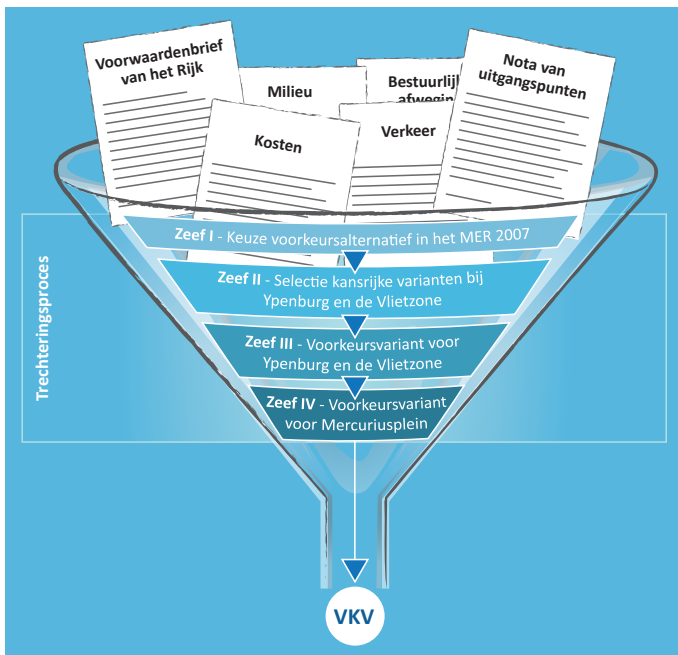 Voorwaardenbrief
van het Rijk
Milieu
Kosten
Verkeer
Nota van
uitgangspunten
Zeef I - Keuze voorkeursalternatief in het MER 2007
Zeef II - Selectie kansrijke varianten bij
Ypenburg en de Vlietzone
Zeef III - Voorkeursvariant voor
Ypenburg en de Vlietzone
Zeef IV - Voorkeursvariant
voor Mercuriusplein
Trechteringsproces
VKV